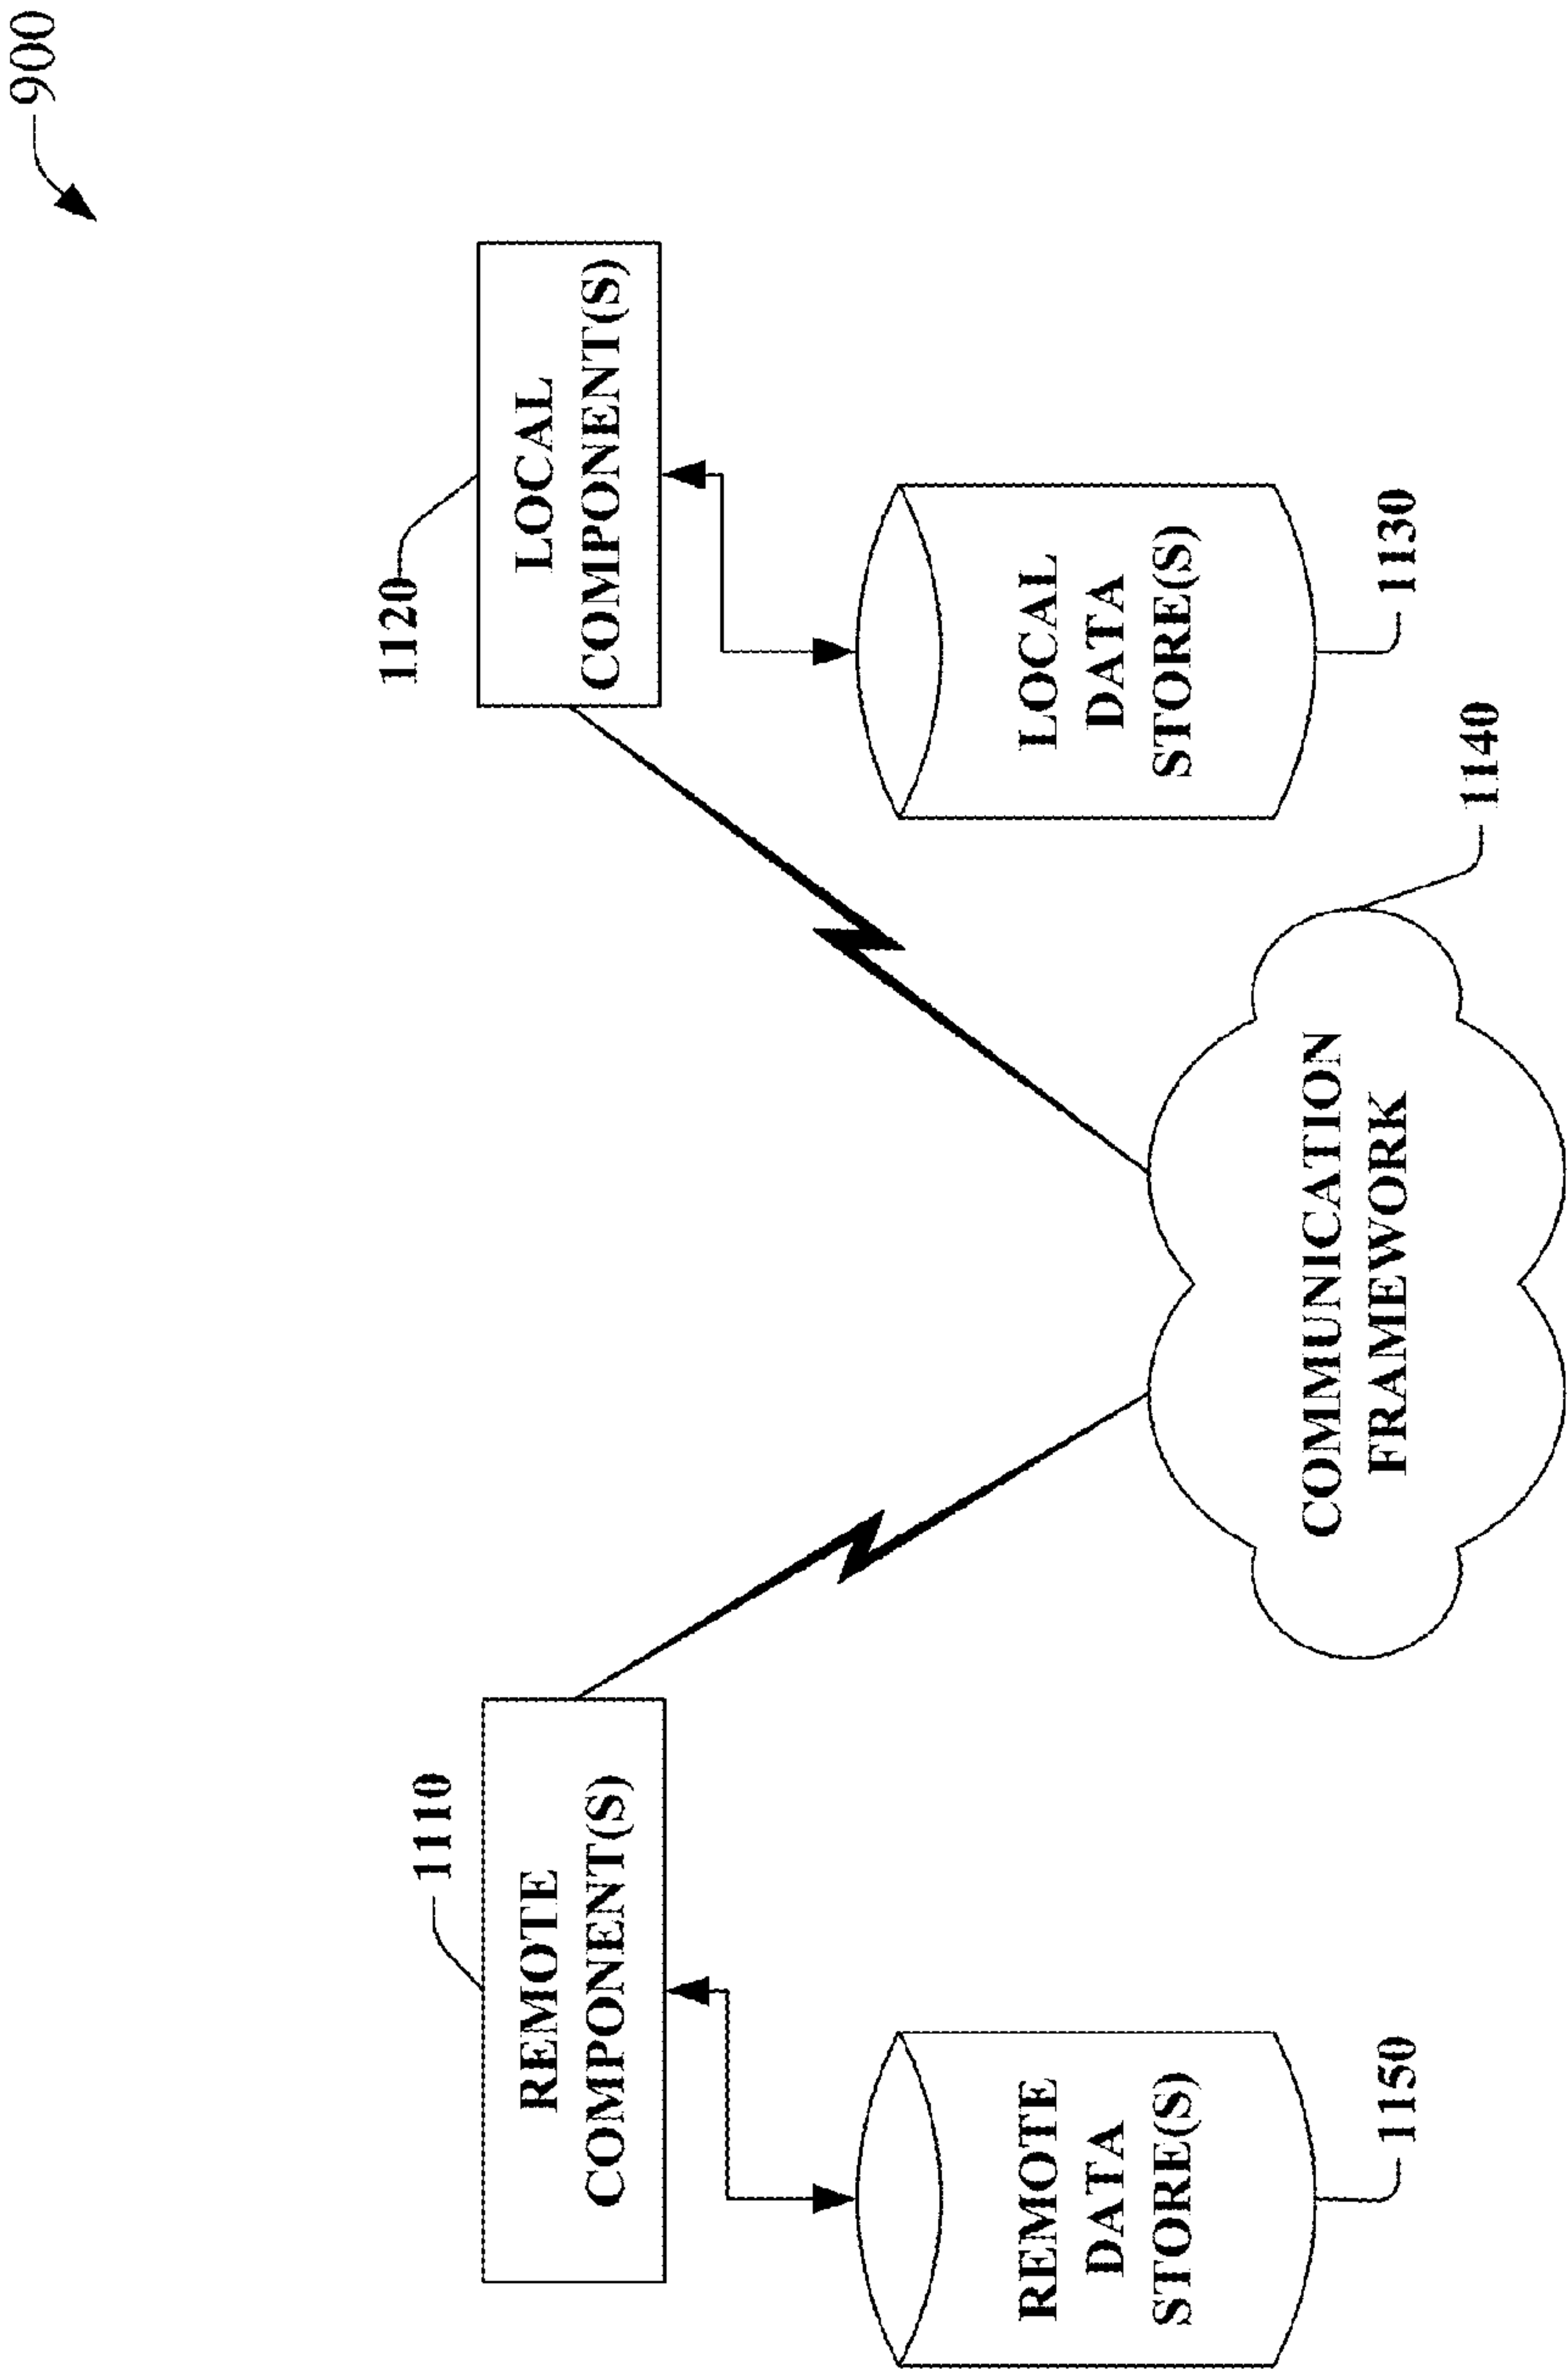 900
1110
REMOTE
COMPONENT(S)
1120
LOCAL
COMPONENT(S)
REMOTE
DATA
STORE(S)
1150
COMMUNICATION
FRAMEWORK
1140
LOCAL
DATA
STORE(S)
1130